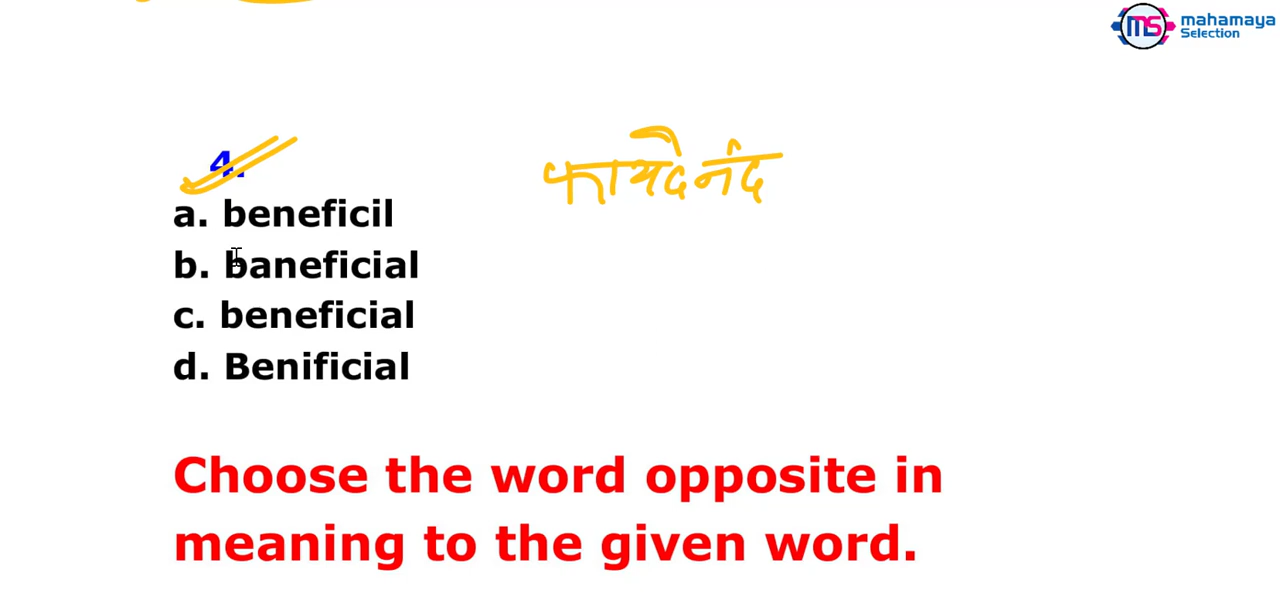 mahamaya
Selection
4.
फायदेमंद
a. beneficil
b. baneficial
c. beneficial
d. Benificial
Choose the word opposite in
meaning to the given word.